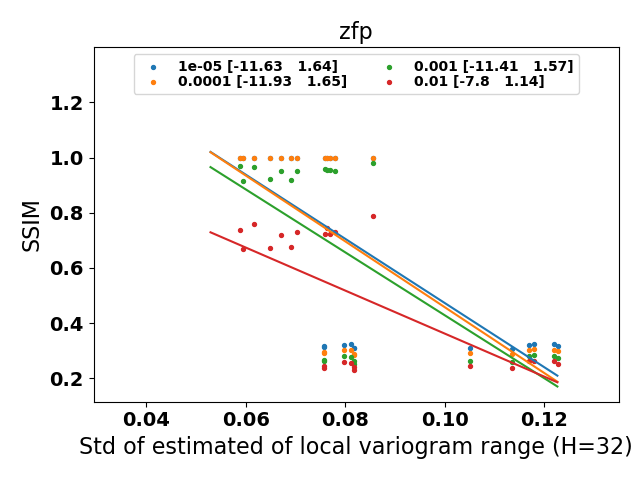 zfp
1e-05 [-11.63 1.64]
0.0001 [-11.93 1.65]
0.001 [-11.41 1.57]
0.01 [-7.8 1.14]
SSIM
1.2
1.0
0.8
0.6
0.4
0.2
0.04 0.06 0.08 0.10 0.12
Std of estimated of local variogram range (H=32)